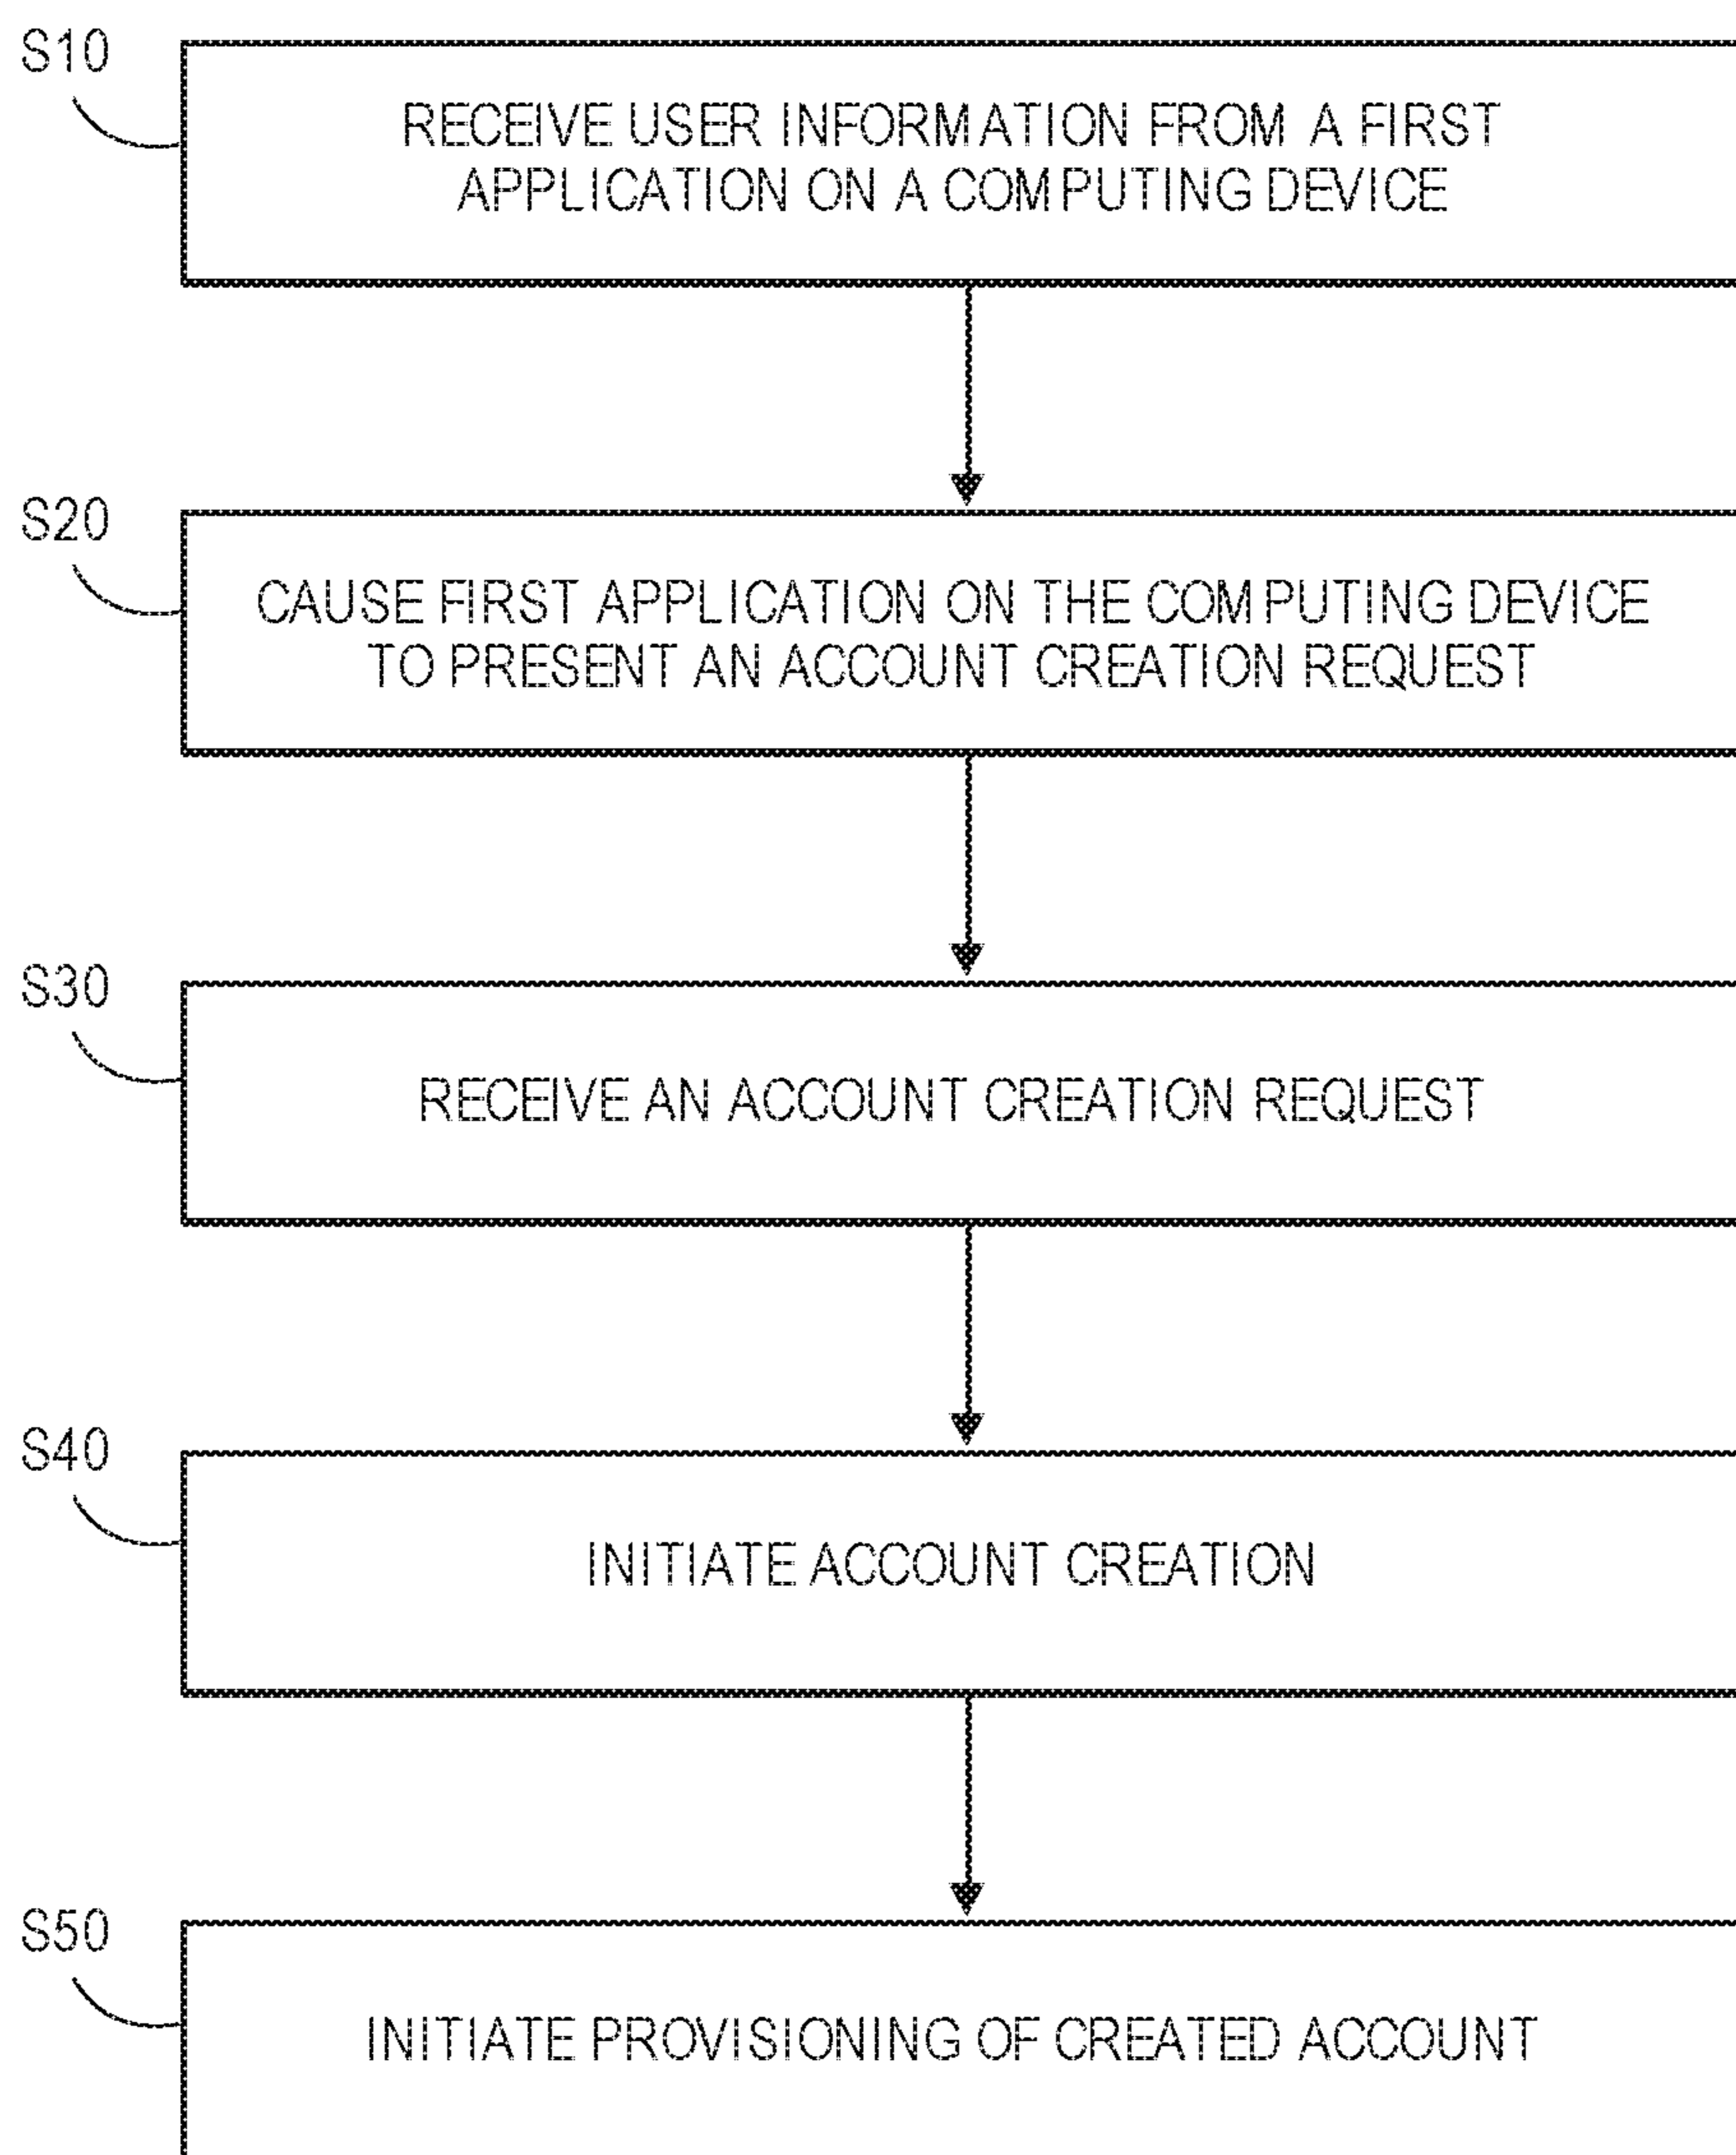 S10
RECEIVE USER INFORMATION FROM A FIRST
APPLICATION ON A COMPUTING DEVICE
S20
CAUSE FIRST APPLICATION ON THE COMPUTING DEVICE
TO PRESENT AN ACCOUNT CREATION REQUEST
S30
RECEIVE AN ACCOUNT CREATION REQUEST
S40
INITIATE ACCOUNT CREATION
S50
INITIATE PROVISIONING OF CREATED ACCOUNT